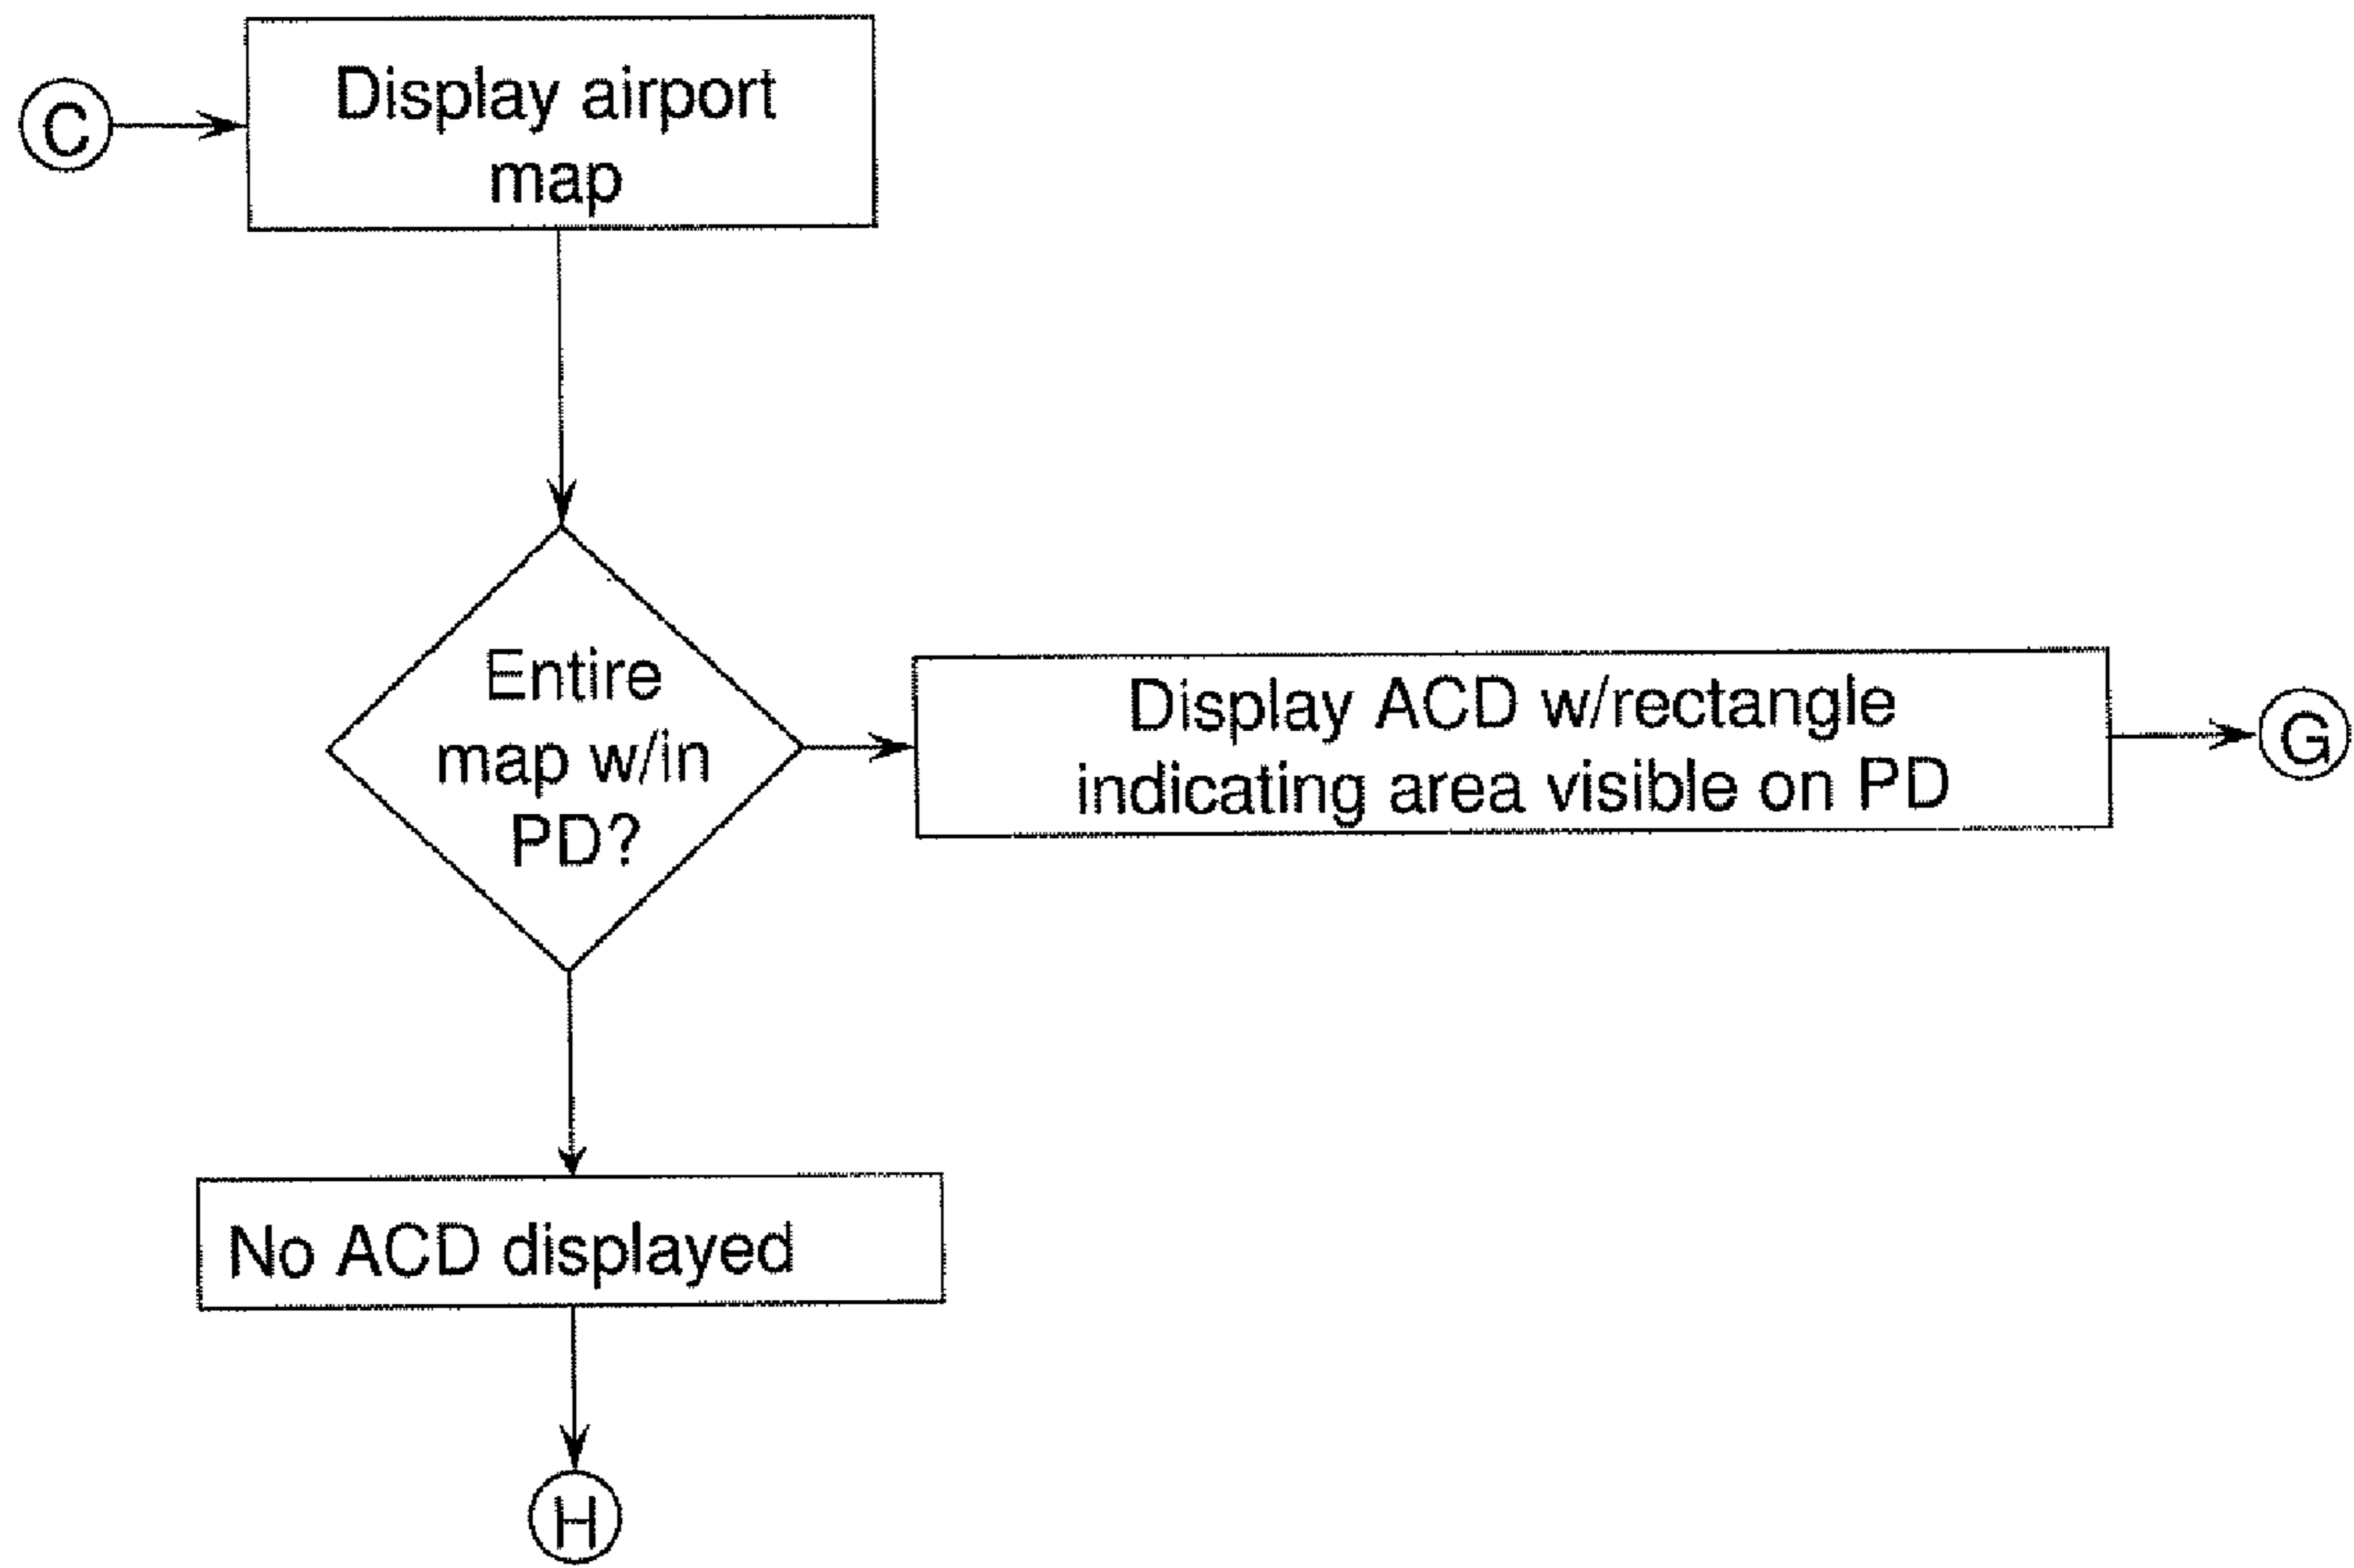 C
Display airport
map
Entire
map w/in
PD?
Display ACD w/rectangle
indicating area visible on PD
G
No ACD displayed
H